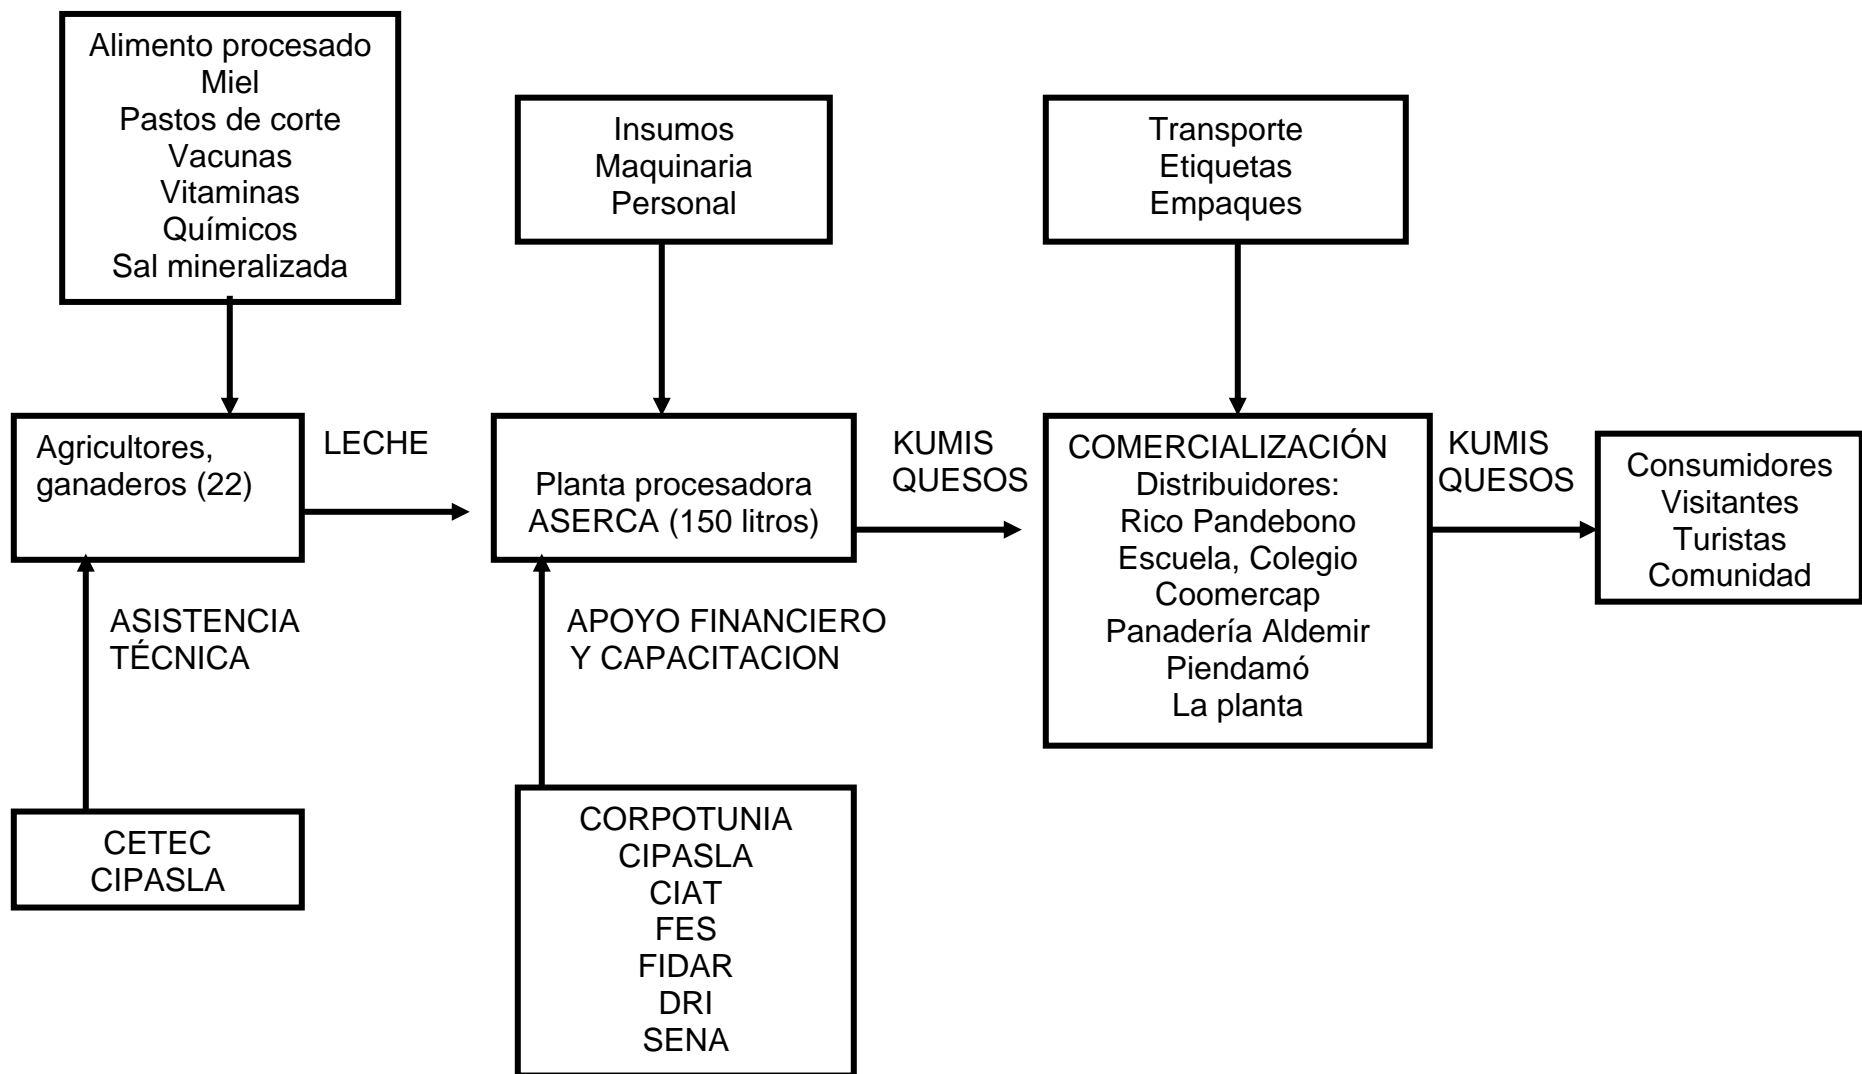 Alimento procesado
Miel
Pastos de corte
Vacunas
Vitaminas
Químicos
Sal mineralizada
Insumos
Maquinaria
Personal
Transporte
Etiquetas
Empaques
Agricultores,
ganaderos (22)
LECHE
Planta procesadora
ASERCA (150 litros)
KUMIS
QUESOS
COMERCIALIZACIÓN
Distribuidores:
Rico Pandebono
Escuela, Colegio
Coomercap
Panadería Aldemir
Piendamó
La planta
KUMIS
QUESOS
Consumidores
Visitantes
Turistas
Comunidad
ASISTENCIA
TÉCNICA
APOYO FINANCIERO
Y CAPACITACION
CETEC
CIPASLA
CORPOTUNIA
CIPASLA
CIAT
FES
FIDAR
DRI
SENA